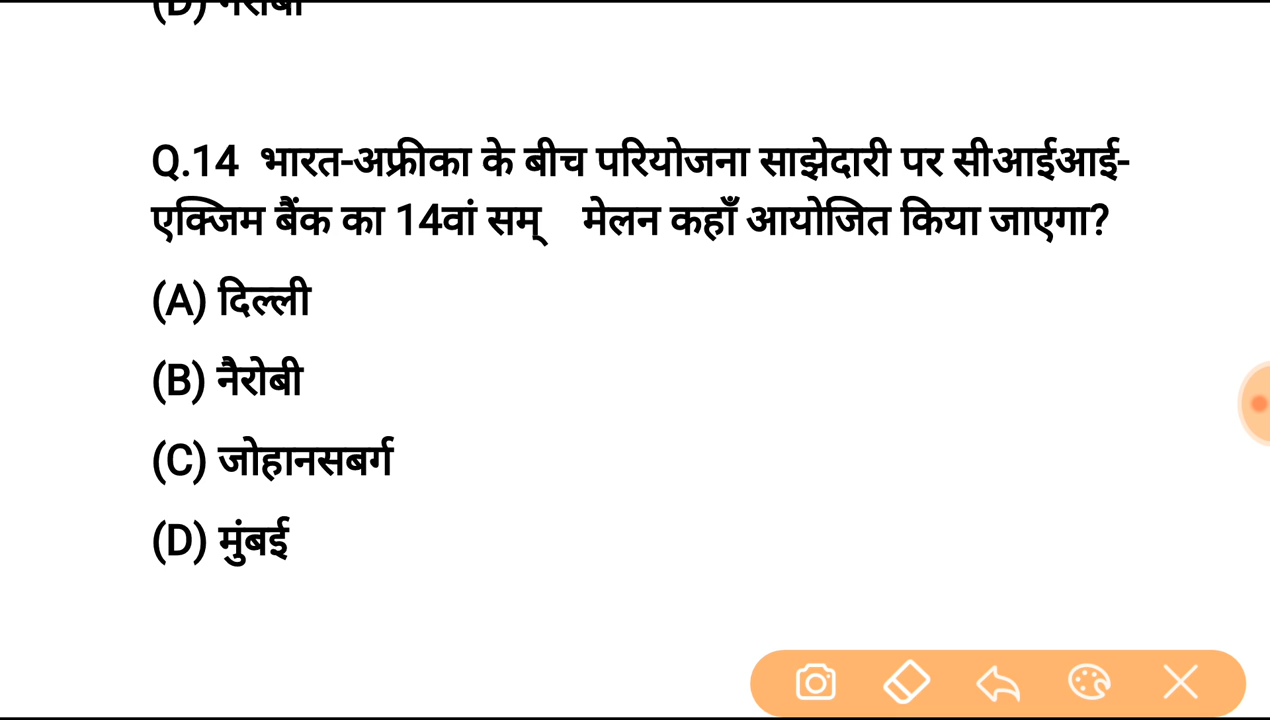 Q.14 भारत-अफ्रीका के बीच परियोजना साझेदारी पर सीआईआई-
एक्जिम बैंक का 14वां सम् मेलन कहाँ आयोजित किया जाएगा?
(A) दिल्ली
(B) नैरोबी
(C) जोहानसबर्ग
(D) मुंबई